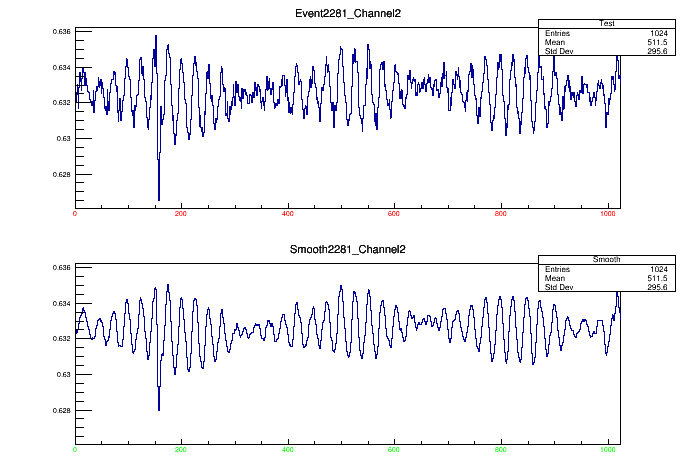 Event2281_Channel2
Test
Entries 1024
Mean 511.5
Std Dev 295.6
0.636
0.634
0.632
0.63
0.628
0 200 400 600 800 1000
Smooth2281_Channel2
Smooth
Entries 1024
Mean 511.5
Std Dev 295.6
0.636
0.634
0.632
0.63
0.628
0 200 400 600 800 1000